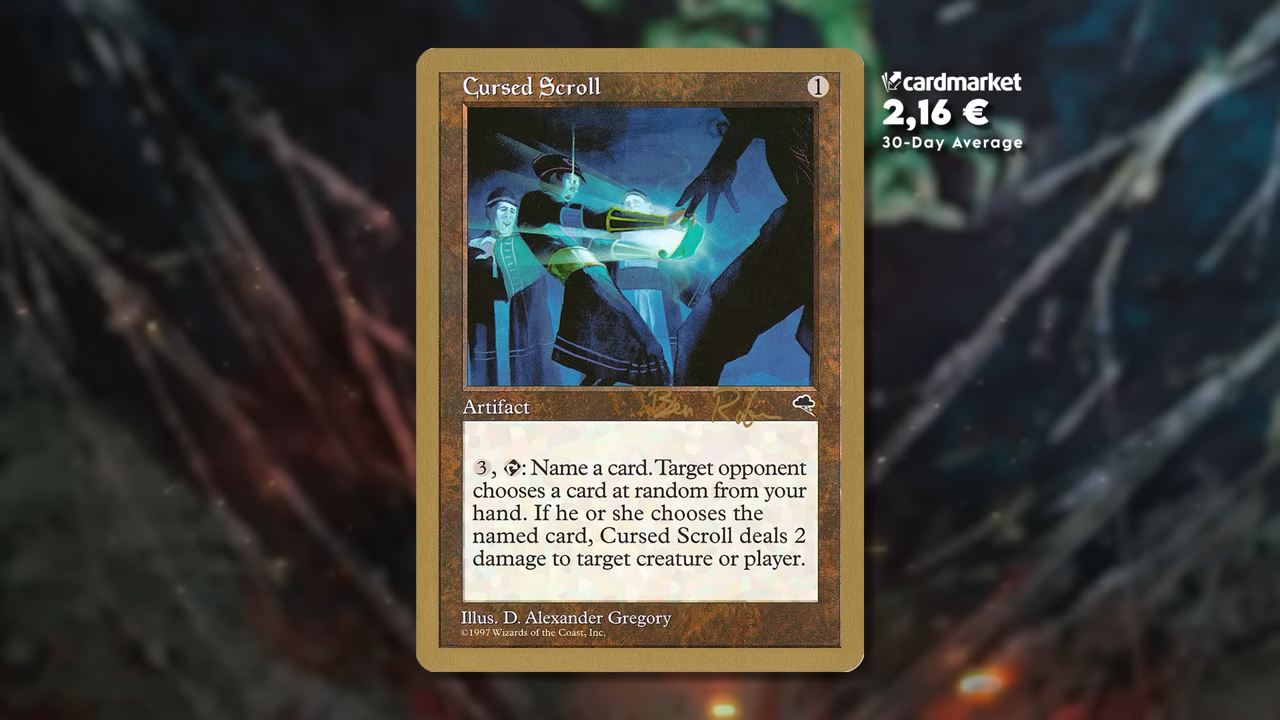 Cursed Scroll
1
cardmarket
2,16 €
30-Day Average
Artifact
Ben Rubin
3, : Name a card. Target opponent
chooses a card at random from your
hand. If he or she chooses the
named card, Cursed Scroll deals 2
damage to target creature or player.
Illus. D. Alexander Gregory
©1997 Wizards of the Coast, Inc.